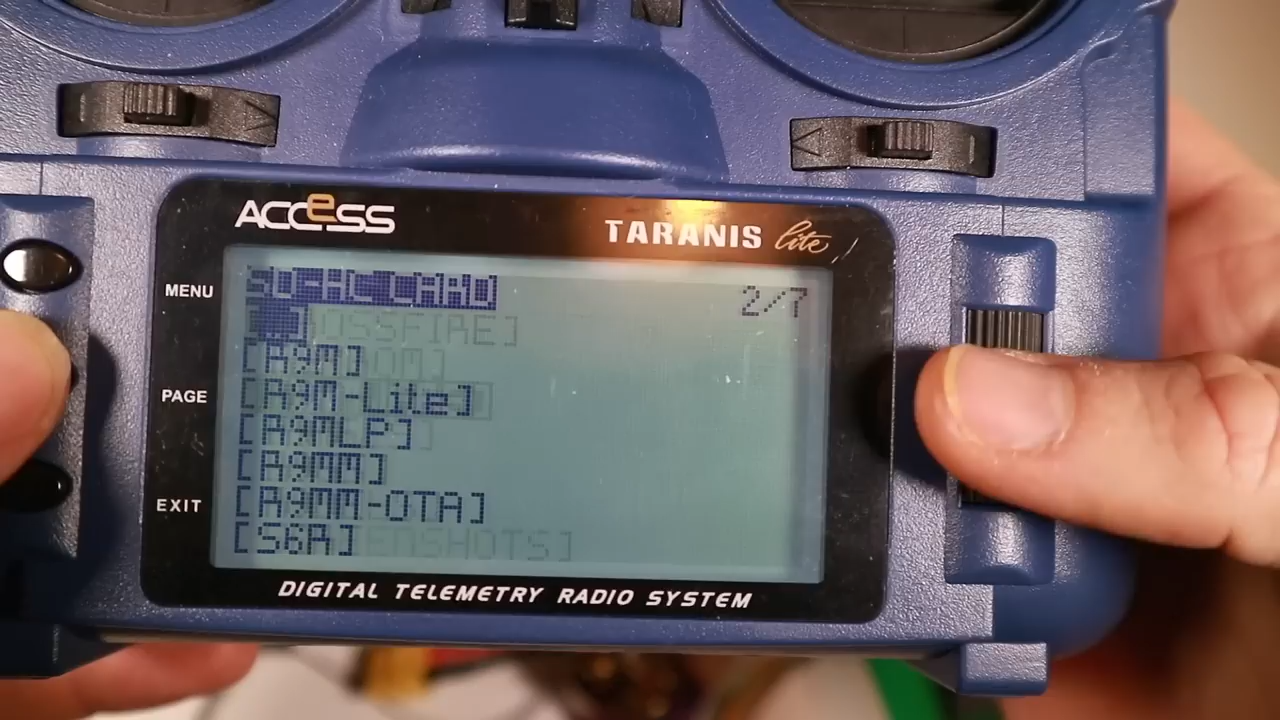 ACCESS
TARANIS lite
MENU
PAGE
EXIT
SD-HC CARD
2/7
[..]
[R9M]
[R9M-Lite]
[R9MLP]
[R9MM]
[R9MM-OTA]
[S6R]
DIGITAL TELEMETRY RADIO SYSTEM